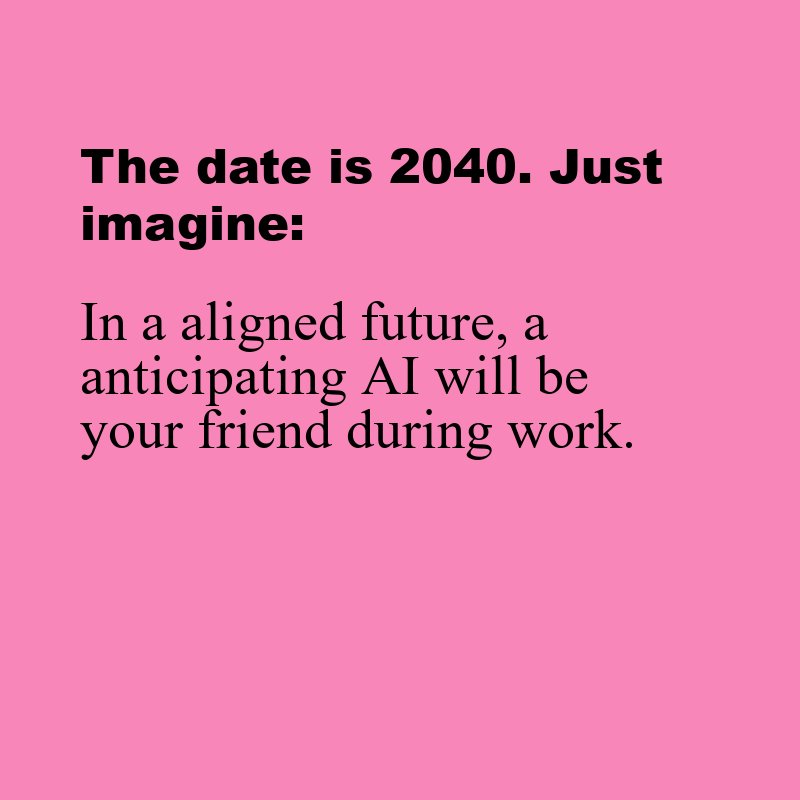 The date is 2040. Just
imagine:
In a aligned future, a
anticipating AI will be
your friend during work.